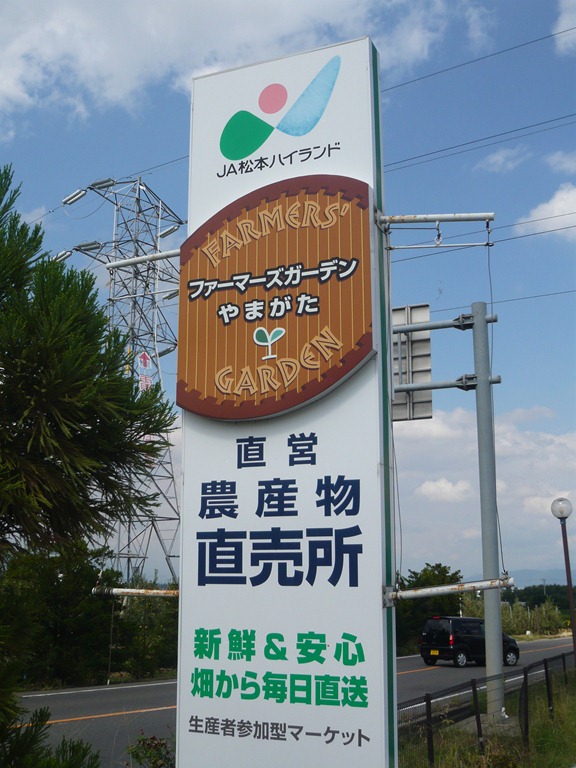 JA松本ハイランド
FARMERS'
ファーマーズガーデン
やまがた
GARDEN
直営
農産物
直売所
新鮮&安心
畑から毎日直送
生産者参加型マーケット